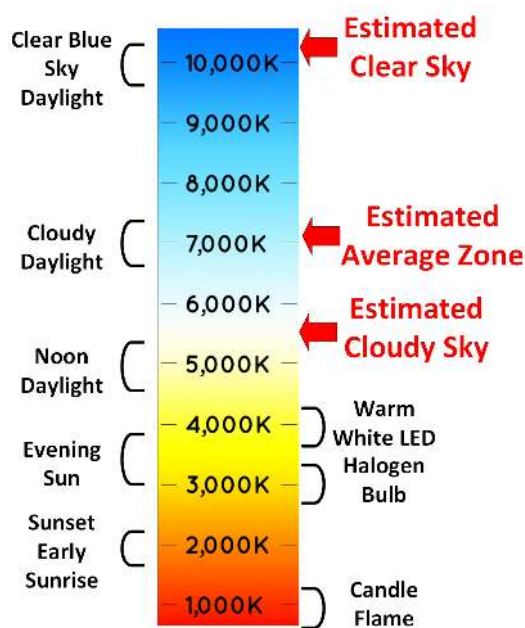 Clear Blue
Sky
Daylight
10,000K
Estimated
Clear Sky
9,000K
8,000K
Cloudy
Daylight
7,000K
Estimated
Average Zone
6,000K
Estimated
Cloudy Sky
Noon
Daylight
5,000K
4,000K
Warm
White LED
Evening
Sun
3,000K
Halogen
Bulb
Sunset
Early
Sunrise
2,000K
1,000K
Candle
Flame